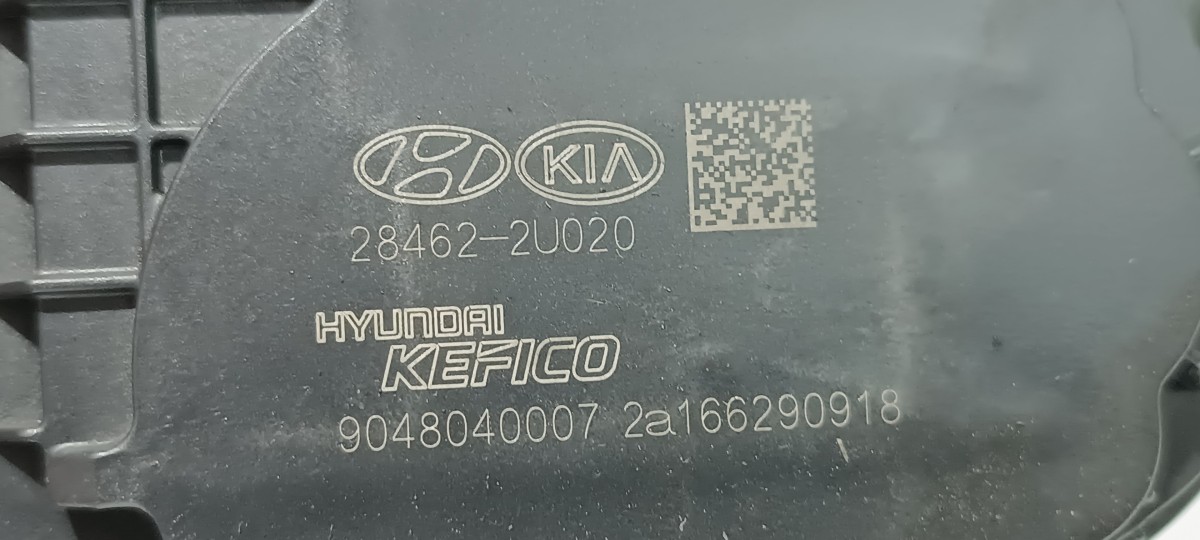 KIA
28462-2U020
HYUNDAI
KEFICO
9048040007 2a166290918